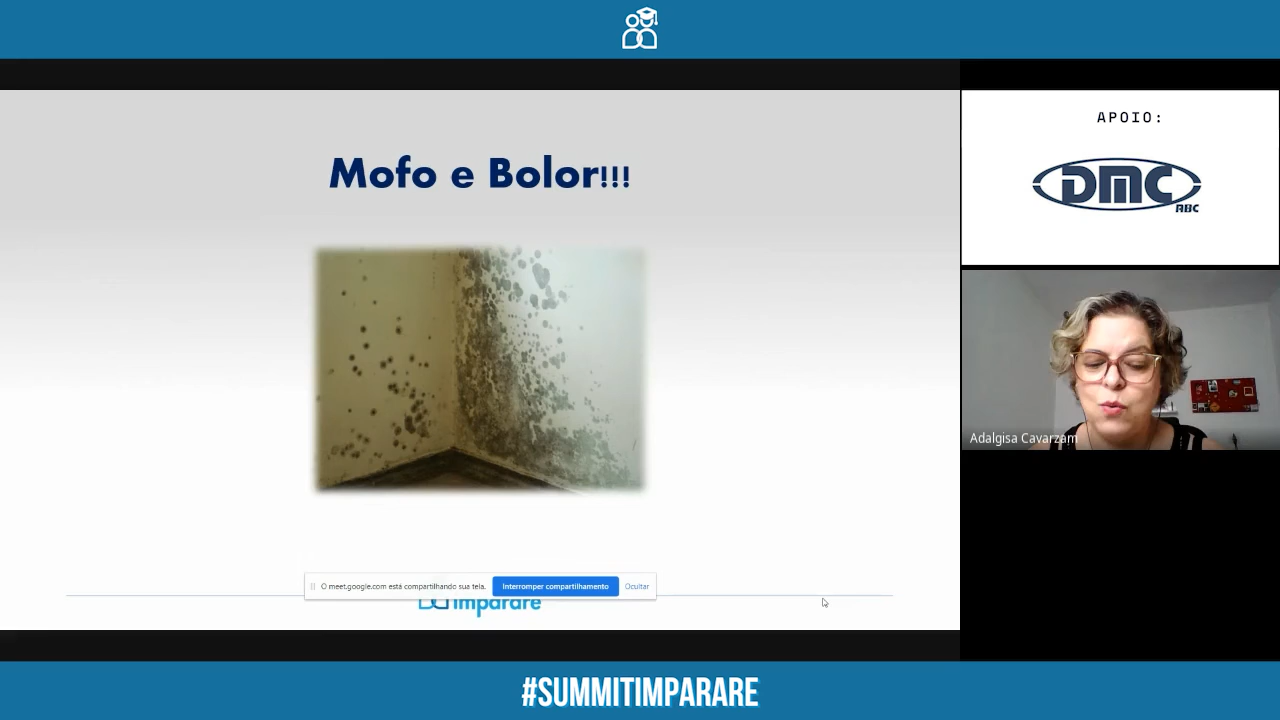 Mofo e Bolor!!!
APOIO:
DMC
ABC
Adalgisa Cavarzam
O meet.google.com está compartilhando sua tela.
Interromper compartilhamento
Ocultar
imparare
#SUMMITIMPARARE